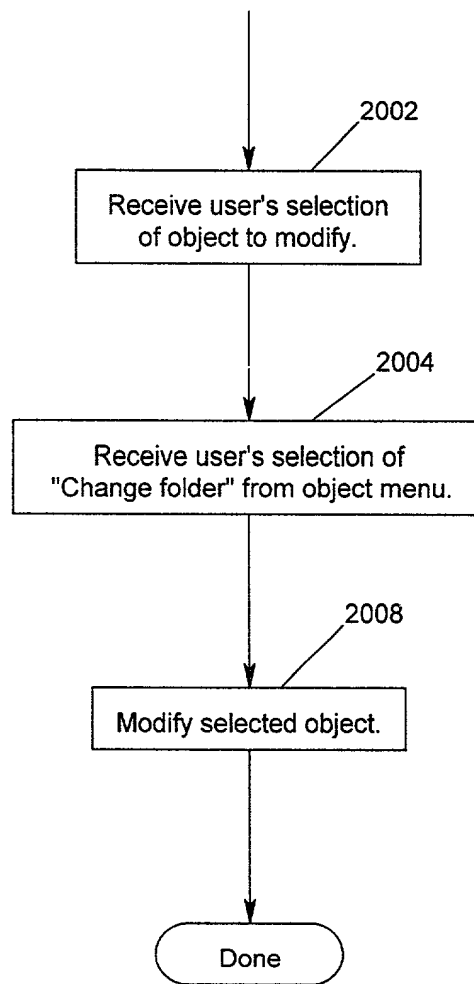 2002
Receive user's selection
of object to modify.
2004
Receive user's selection of
"Change folder" from object menu.
2008
Modify selected object.
Done